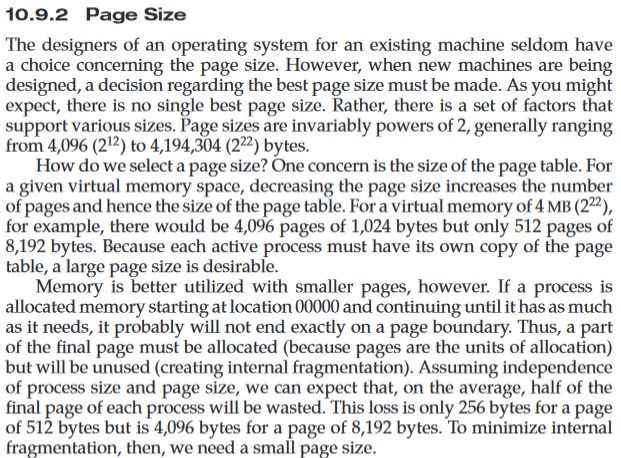 10.9.2 Page Size
The designers of an operating system for an existing machine seldom have
a choice concerning the page size. However, when new machines are being
designed, a decision regarding the best page size must be made. As you might
expect, there is no single best page size. Rather, there is a set of factors that
support various sizes. Page sizes are invariably powers of 2, generally ranging
from 4,096 (2¹²) to 4,194,304 (2²²) bytes.
How do we select a page size? One concern is the size of the page table. For
a given virtual memory space, decreasing the page size increases the number
of pages and hence the size of the page table. For a virtual memory of 4 MB (2²²),
for example, there would be 4,096 pages of 1,024 bytes but only 512 pages of
8,192 bytes. Because each active process must have its own copy of the page
table, a large page size is desirable.
Memory is better utilized with smaller pages, however. If a process is
allocated memory starting at location 00000 and continuing until it has as much
as it needs, it probably will not end exactly on a page boundary. Thus, a part
of the final page must be allocated (because pages are the units of allocation)
but will be unused (creating internal fragmentation). Assuming independence
of process size and page size, we can expect that, on the average, half of the
final page of each process will be wasted. This loss is only 256 bytes for a page
of 512 bytes but is 4,096 bytes for a page of 8,192 bytes. To minimize internal
fragmentation, then, we need a small page size.